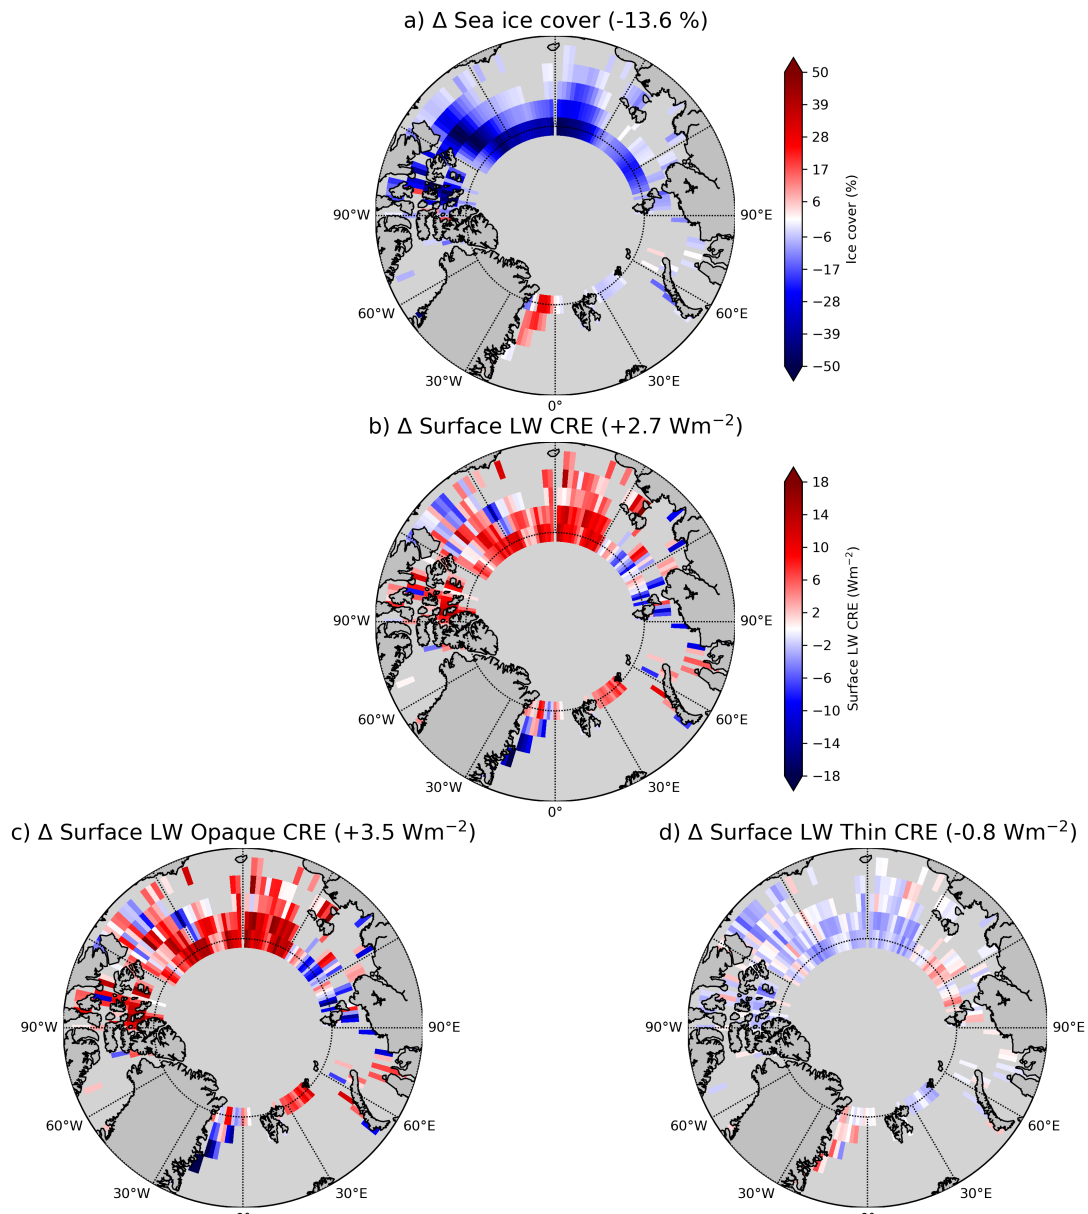 a) Δ Sea ice cover (-13.6 %)
90°W
90°E
60°W
60°E
30°W
30°E
0°
50
39
28
17
6
−6
−17
−28
−39
−50
Ice cover (%)
b) Δ Surface LW CRE (+2.7 Wm⁻²)
90°W
90°E
60°W
60°E
30°W
30°E
0°
18
14
10
6
2
−2
−6
−10
−14
−18
Surface LW CRE (Wm⁻²)
c) Δ Surface LW Opaque CRE (+3.5 Wm⁻²)
90°W
90°E
60°W
60°E
30°W
30°E
d) Δ Surface LW Thin CRE (-0.8 Wm⁻²)
90°W
90°E
60°W
60°E
30°W
30°E